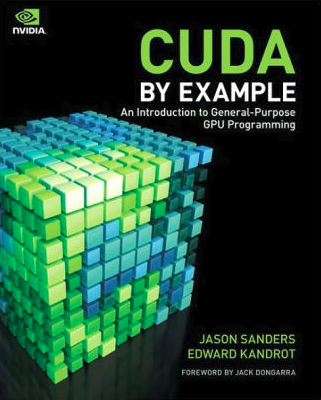 NVIDIA.
CUDA
BY EXAMPLE
An Introduction to General-Purpose
GPU Programming
JASON SANDERS
EDWARD KANDROT
FOREWORD BY JACK DONGARRA